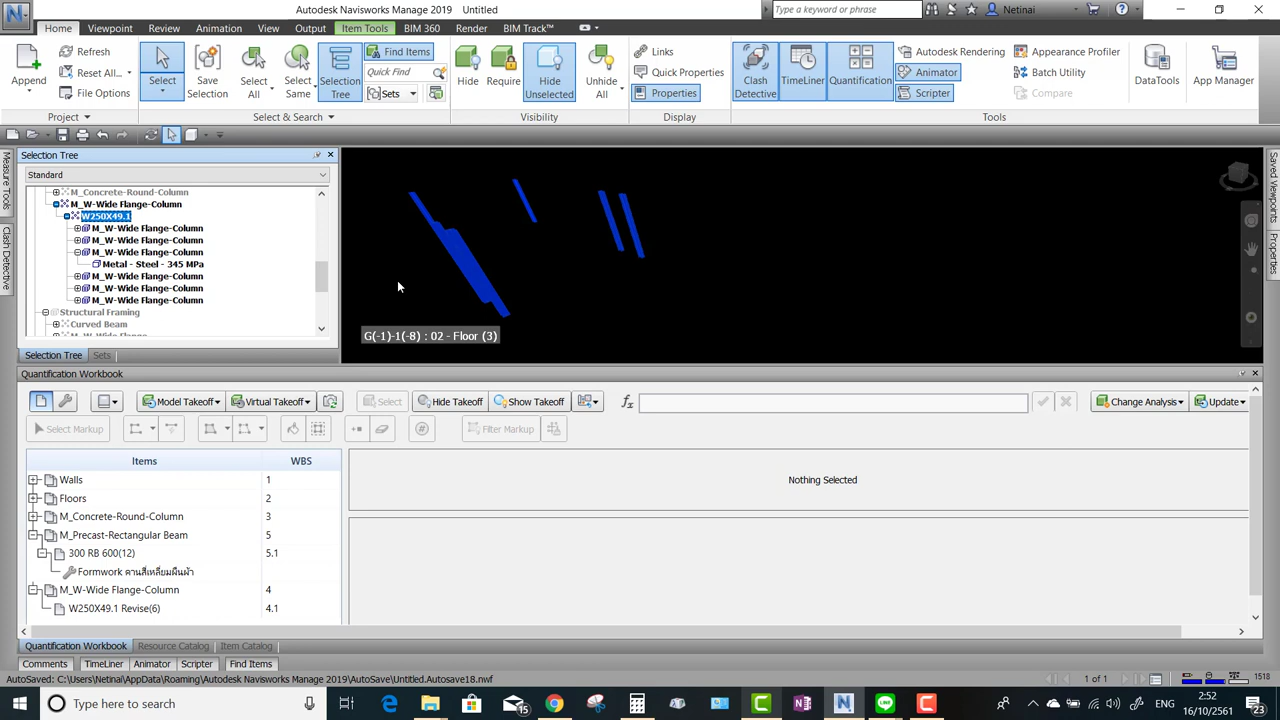 Autodesk Navisworks Manage 2019   Untitled
Type a keyword or phrase
Netinai
Home Viewpoint Review Animation View Output Item Tools BIM 360 Render BIM Track™
Append
Refresh
Reset All...
File Options
Project
Select
Save Selection
Select All
Select Same
Selection Tree
Find Items
Quick Find
Sets
Select & Search
Hide
Require
Hide Unselected
Unhide All
Visibility
Links
Quick Properties
Properties
Display
Clash Detective
TimeLiner
Quantification
Autodesk Rendering
Animator
Scripter
Appearance Profiler
Batch Utility
Compare
Tools
DataTools
App Manager
Measure Tools
Clash Detective
Selection Tree
Standard
M_Concrete-Round-Column
M_W-Wide Flange-Column
W250X49.1
M_W-Wide Flange-Column
M_W-Wide Flange-Column
M_W-Wide Flange-Column
Metal - Steel - 345 MPa
M_W-Wide Flange-Column
M_W-Wide Flange-Column
M_W-Wide Flange-Column
Structural Framing
Curved Beam
Selection Tree Sets
G(-1)-1(-8) : 02 - Floor (3)
Saved Viewpoints
Properties
Quantification Workbook
Model Takeoff Virtual Takeoff Select Hide Takeoff Show Takeoff fx Change Analysis Update
Select Markup Filter Markup
Items WBS
Walls 1
Floors 2
M_Concrete-Round-Column 3
M_Precast-Rectangular Beam 5
300 RB 600(12) 5.1
Formwork คานสี่เหลี่ยมผืนผ้า
M_W-Wide Flange-Column 4
W250X49.1 Revise(6) 4.1
Nothing Selected
Quantification Workbook Resource Catalog Item Catalog
Comments TimeLiner Animator Scripter Find Items
AutoSaved: C:\Netinai\AppData\Roaming\Autodesk Navisworks Manage 2019\AutoSave\Untitled.Autosave18.nwf
1 of 1
1518
Type here to search
15
ENG
2:52
16/10/2561